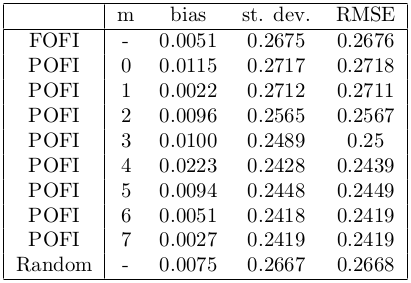 m bias st. dev. RMSE
FOFI - 0.0051 0.2675 0.2676
POFI 0 0.0115 0.2717 0.2718
POFI 1 0.0022 0.2712 0.2711
POFI 2 0.0096 0.2565 0.2567
POFI 3 0.0100 0.2489 0.25
POFI 4 0.0223 0.2428 0.2439
POFI 5 0.0094 0.2448 0.2449
POFI 6 0.0051 0.2418 0.2419
POFI 7 0.0027 0.2419 0.2419
Random - 0.0075 0.2667 0.2668